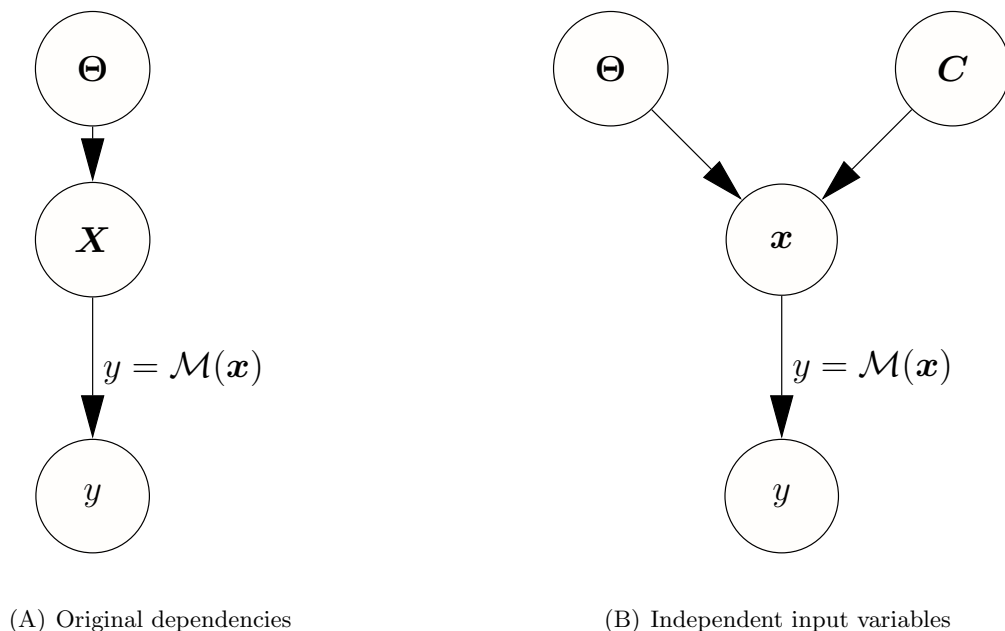 Θ
Θ
C
X
x
y = M(x)
y = M(x)
y
y
(A) Original dependencies
(B) Independent input variables